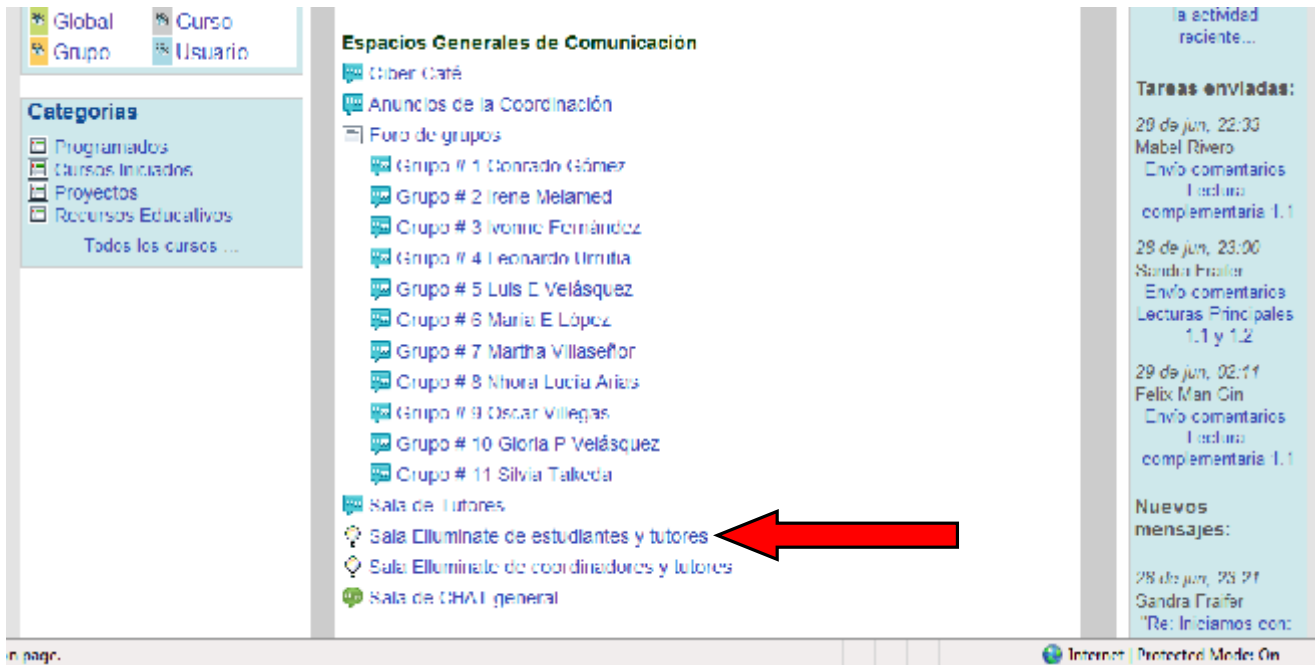 Global
Curso
Grupo
Usuario
Categorias
Programados
Cursos Iniciados
Proyectos
Recursos Educativos
Todos los cursos ...
Espacios Generales de Comunicación
Ciber Café
Anuncios de la Coordinación
Foro de grupos
Grupo # 1 Conrado Gómez
Grupo # 2 Irene Melamed
Grupo # 3 Ivonne Fernández
Grupo # 4 Leonardo Urrutia
Grupo # 5 Luis E Velásquez
Grupo # 6 Maria E López
Grupo # 7 Martha Villaseñor
Grupo # 8 Nhora Lucía Arias
Grupo # 9 Oscar Villegas
Grupo # 10 Gloria P Velásquez
Grupo # 11 Silvia Takeda
Sala de Tutores
Sala Elluminate de estudiantes y tutores
Sala Elluminate de coordinadores y tutores
Sala de CHAT general
la actividad
reciente...
Tareas enviadas:
28 de jun, 22:33
Mabel Rivero
Envío comentarios
Lectura
complementaria 1.1
28 de jun, 23:00
Sandra Fraifer
Envío comentarios
Lecturas Principales
1.1 y 1.2
29 de jun, 02:11
Felix Man Gin
Envío comentarios
Lectura
complementaria 1.1
Nuevos
mensajes:
28 de jun, 23:21
Sandra Fraifer
"Re: Iniciamos con:
n page.
Internet | Protected Mode: On